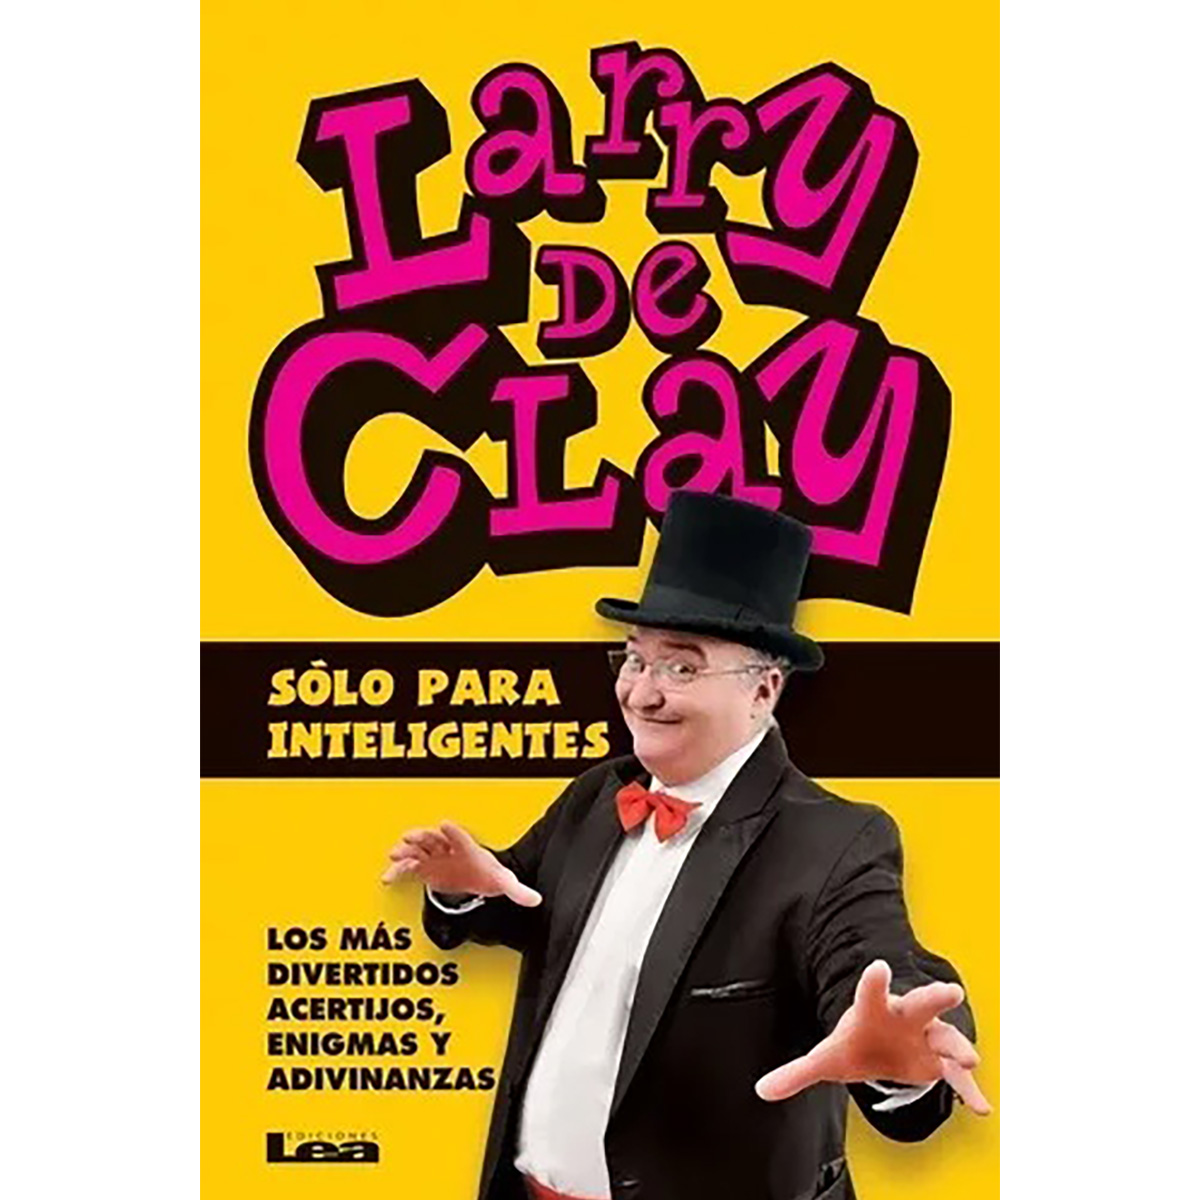 Larry
De
Clay
SÓLO PARA
INTELIGENTES
LOS MÁS
DIVERTIDOS
ACERTIJOS,
ENIGMAS Y
ADIVINANZAS
EDICIONES
Lea